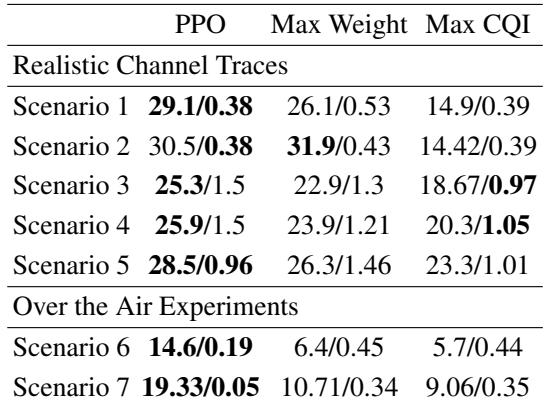 PPO Max Weight Max CQI
Realistic Channel Traces
Scenario 1 29.1/0.38 26.1/0.53 14.9/0.39
Scenario 2 30.5/0.38 31.9/0.43 14.42/0.39
Scenario 3 25.3/1.5 22.9/1.3 18.67/0.97
Scenario 4 25.9/1.5 23.9/1.21 20.3/1.05
Scenario 5 28.5/0.96 26.3/1.46 23.3/1.01
Over the Air Experiments
Scenario 6 14.6/0.19 6.4/0.45 5.7/0.44
Scenario 7 19.33/0.05 10.71/0.34 9.06/0.35